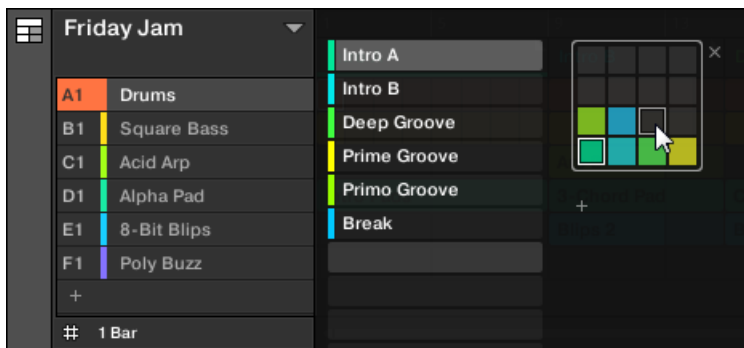 Friday Jam
A1 Drums
B1 Square Bass
C1 Acid Arp
D1 Alpha Pad
E1 8-Bit Blips
F1 Poly Buzz
+
1 Bar
Intro A
Intro B
Deep Groove
Prime Groove
Primo Groove
Break
×
+